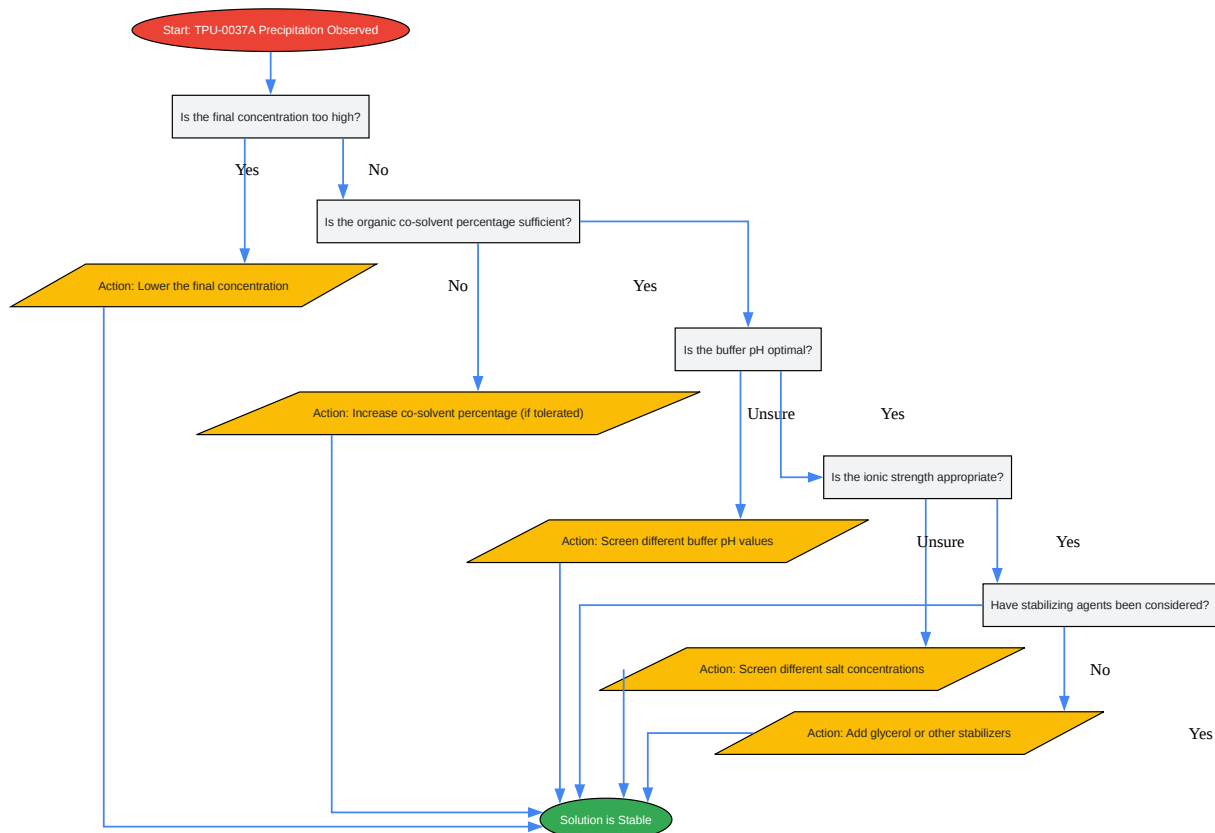 Start: TPU-0037A Precipitation Observed
Is the final concentration too high?
Yes
No
Is the organic co-solvent percentage sufficient?
Action: Lower the final concentration
No
Yes
Is the buffer pH optimal?
Action: Increase co-solvent percentage (if tolerated)
Unsure
Yes
Is the ionic strength appropriate?
Action: Screen different buffer pH values
Unsure
Yes
Have stabilizing agents been considered?
Action: Screen different salt concentrations
No
Action: Add glycerol or other stabilizers
Yes
Solution is Stable